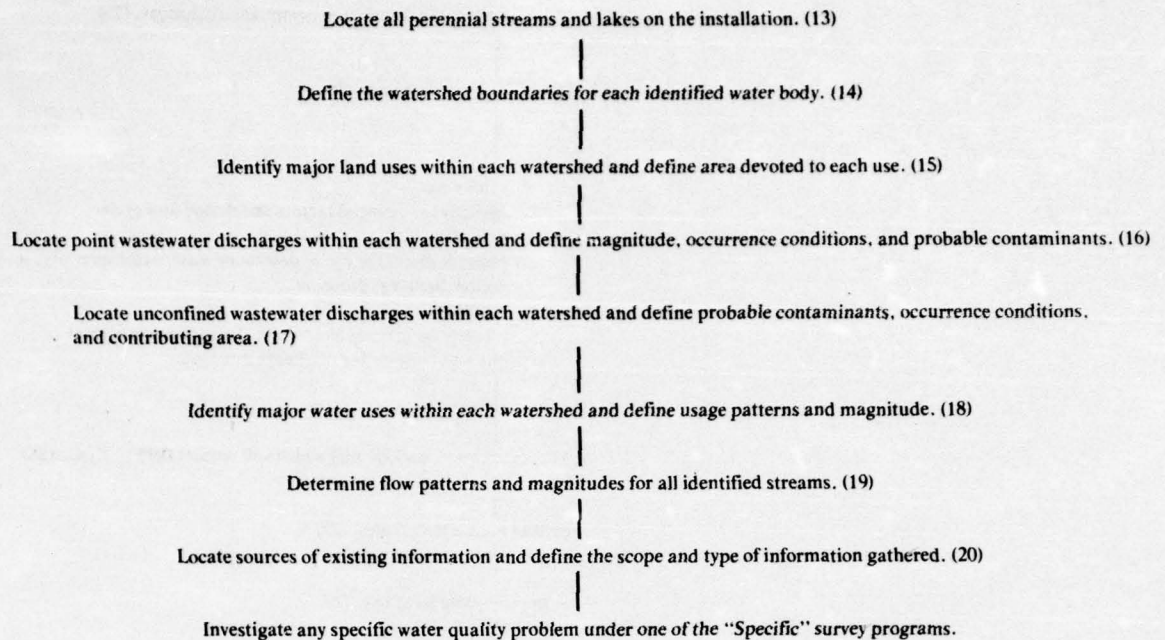 Locate all perennial streams and lakes on the installation. (13)
Define the watershed boundaries for each identified water body. (14)
Identify major land uses within each watershed and define area devoted to each use. (15)
Locate point wastewater discharges within each watershed and define magnitude, occurrence conditions, and probable contaminants. (16)
Locate unconfined wastewater discharges within each watershed and define probable contaminants, occurrence conditions,
and contributing area. (17)
Identify major water uses within each watershed and define usage patterns and magnitude. (18)
Determine flow patterns and magnitudes for all identified streams. (19)
Locate sources of existing information and define the scope and type of information gathered. (20)
Investigate any specific water quality problem under one of the “Specific” survey programs.